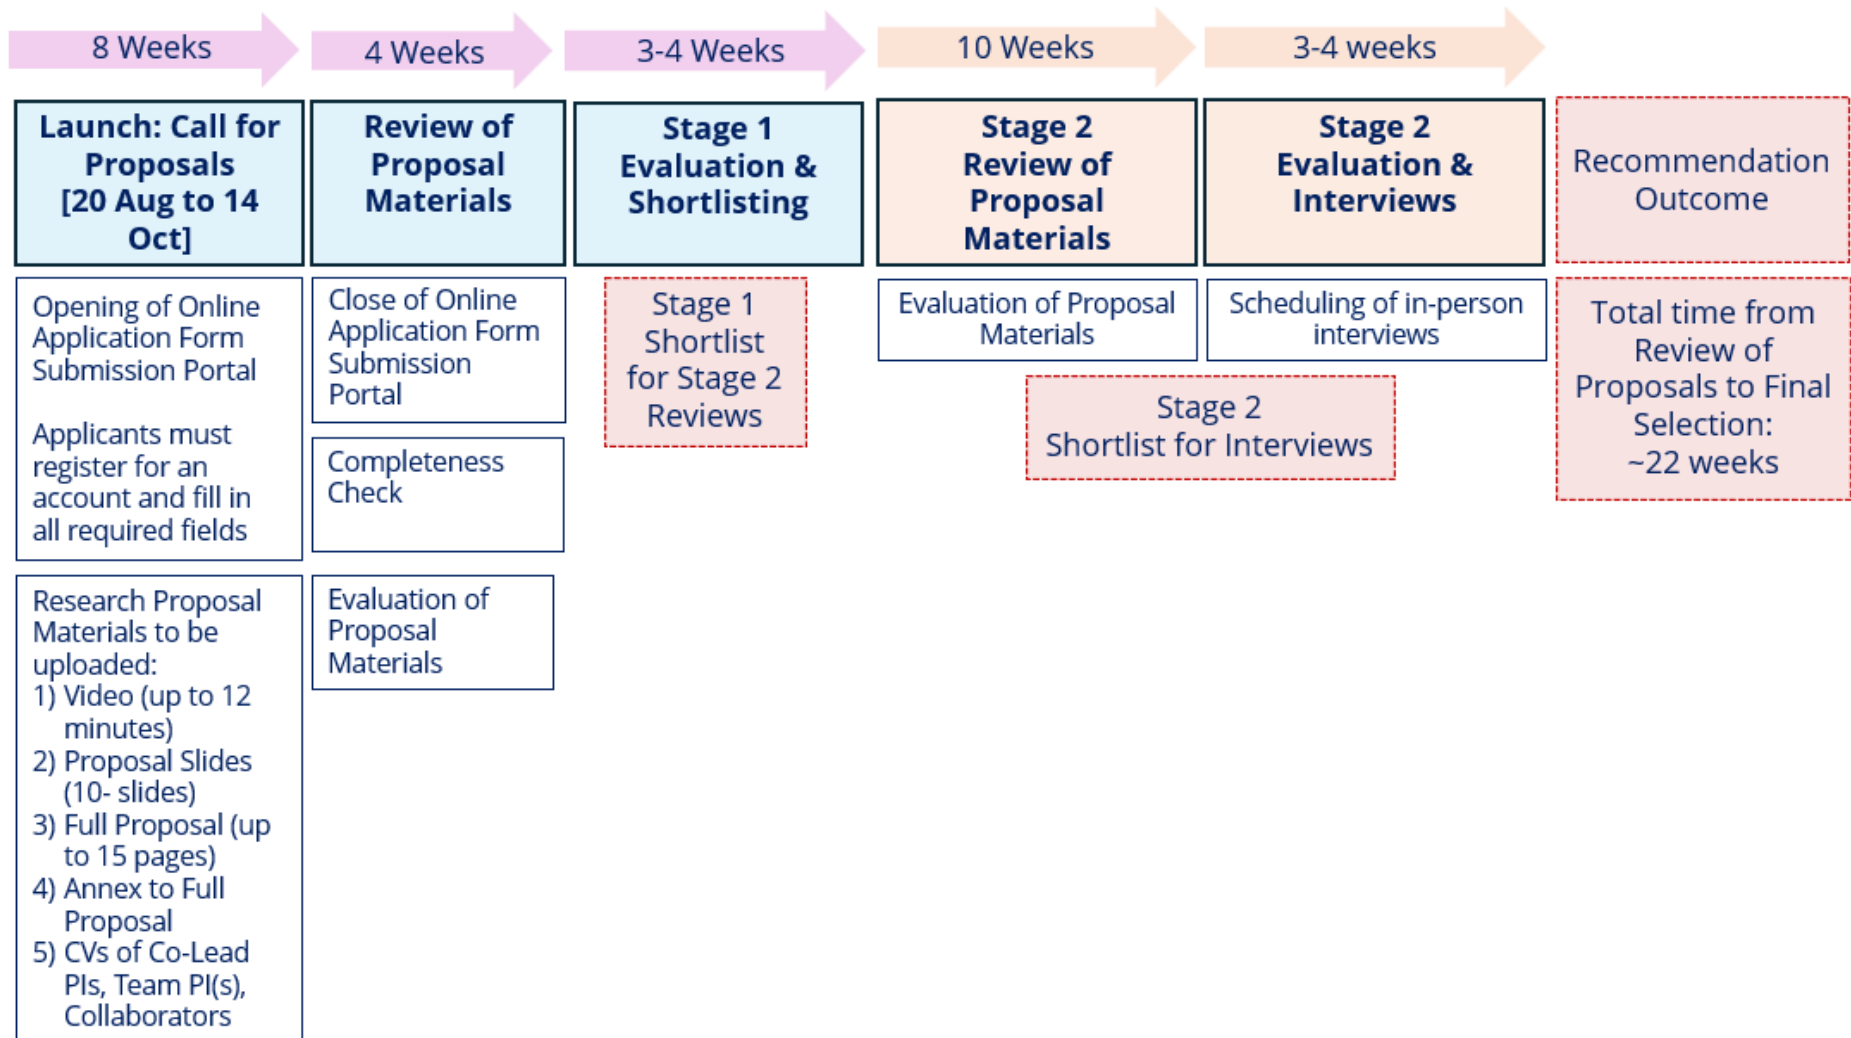 8 Weeks
4 Weeks
3-4 Weeks
10 Weeks
3-4 weeks
Launch: Call for
Proposals
[20 Aug to 14
Oct]
Review of
Proposal
Materials
Stage 1
Evaluation &
Shortlisting
Stage 2
Review of
Proposal
Materials
Stage 2
Evaluation &
Interviews
Recommendation
Outcome
Opening of Online
Application Form
Submission Portal
Applicants must
register for an
account and fill in
all required fields
Research Proposal
Materials to be
uploaded:
1) Video (up to 12
minutes)
2) Proposal Slides
(10- slides)
3) Full Proposal (up
to 15 pages)
4) Annex to Full
Proposal
5) CVs of Co-Lead
PIs, Team PI(s),
Collaborators
Close of Online
Application Form
Submission
Portal
Completeness
Check
Evaluation of
Proposal
Materials
Stage 1
Shortlist
for Stage 2
Reviews
Evaluation of Proposal
Materials
Scheduling of in-person
interviews
Stage 2
Shortlist for Interviews
Total time from
Review of
Proposals to Final
Selection:
~22 weeks